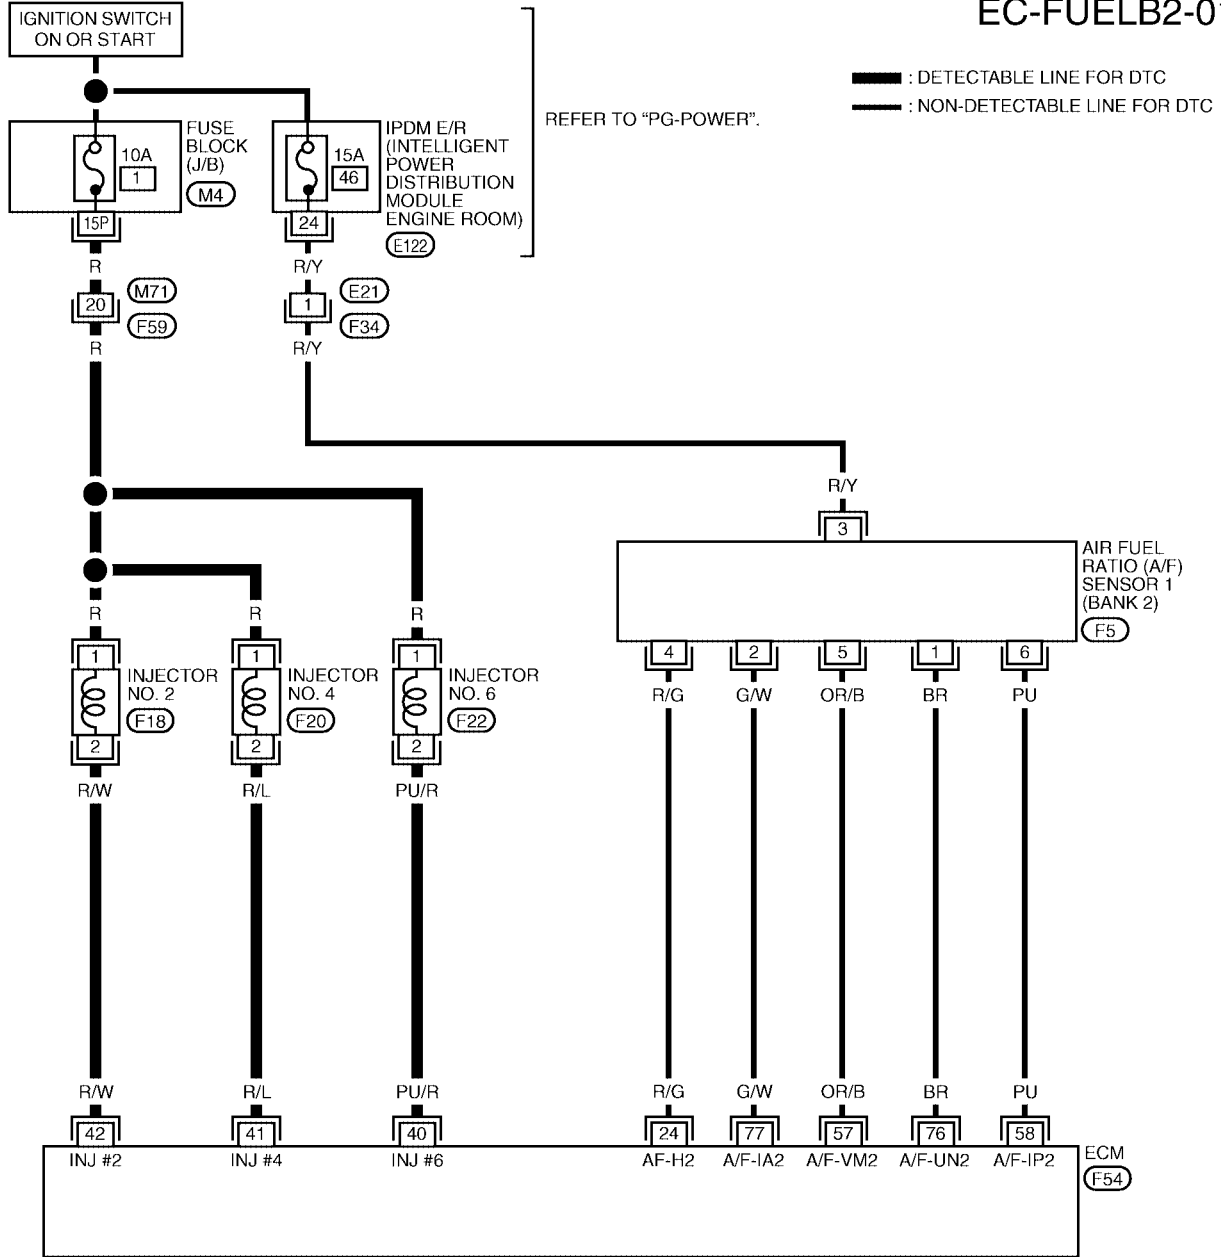 EC-FUELB2-01
IGNITION SWITCH
ON OR START
: DETECTABLE LINE FOR DTC
: NON-DETECTABLE LINE FOR DTC
REFER TO “PG-POWER”.
10A
1
FUSE
BLOCK
(J/B)
M4
15P
15A
46
IPDM E/R
(INTELLIGENT
POWER
DISTRIBUTION
MODULE
ENGINE ROOM)
E122
24
R
R/Y
20
M71
F59
1
E21
F34
R
R/Y
R/Y
3
AIR FUEL
RATIO (A/F)
SENSOR 1
(BANK 2)
F5
R
R
R
1
1
1
INJECTOR
NO. 2
F18
INJECTOR
NO. 4
F20
INJECTOR
NO. 6
F22
2
2
2
4
2
5
1
6
R/G
G/W
OR/B
BR
PU
R/W
R/L
PU/R
R/W
R/L
PU/R
R/G
G/W
OR/B
BR
PU
42
41
40
24
77
57
76
58
INJ #2
INJ #4
INJ #6
AF-H2
A/F-IA2
A/F-VM2
A/F-UN2
A/F-IP2
ECM
F54